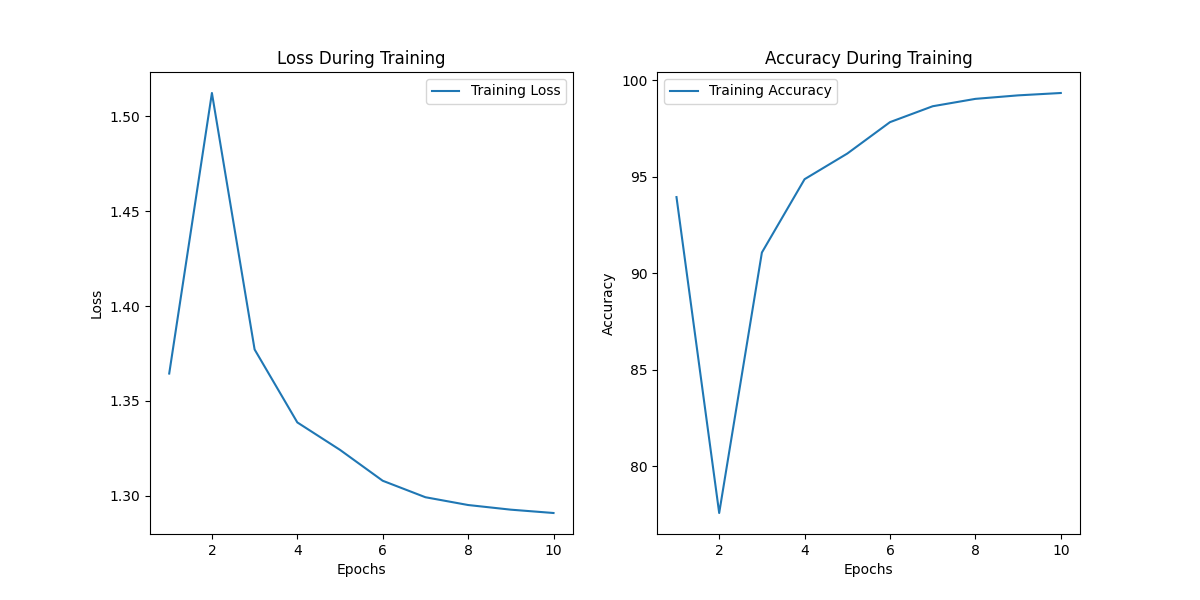 Loss During Training
Training Loss
1.50
1.45
1.40
1.35
1.30
Loss
2 4 6 8 10
Epochs
Accuracy During Training
Training Accuracy
100
95
90
85
80
Accuracy
2 4 6 8 10
Epochs